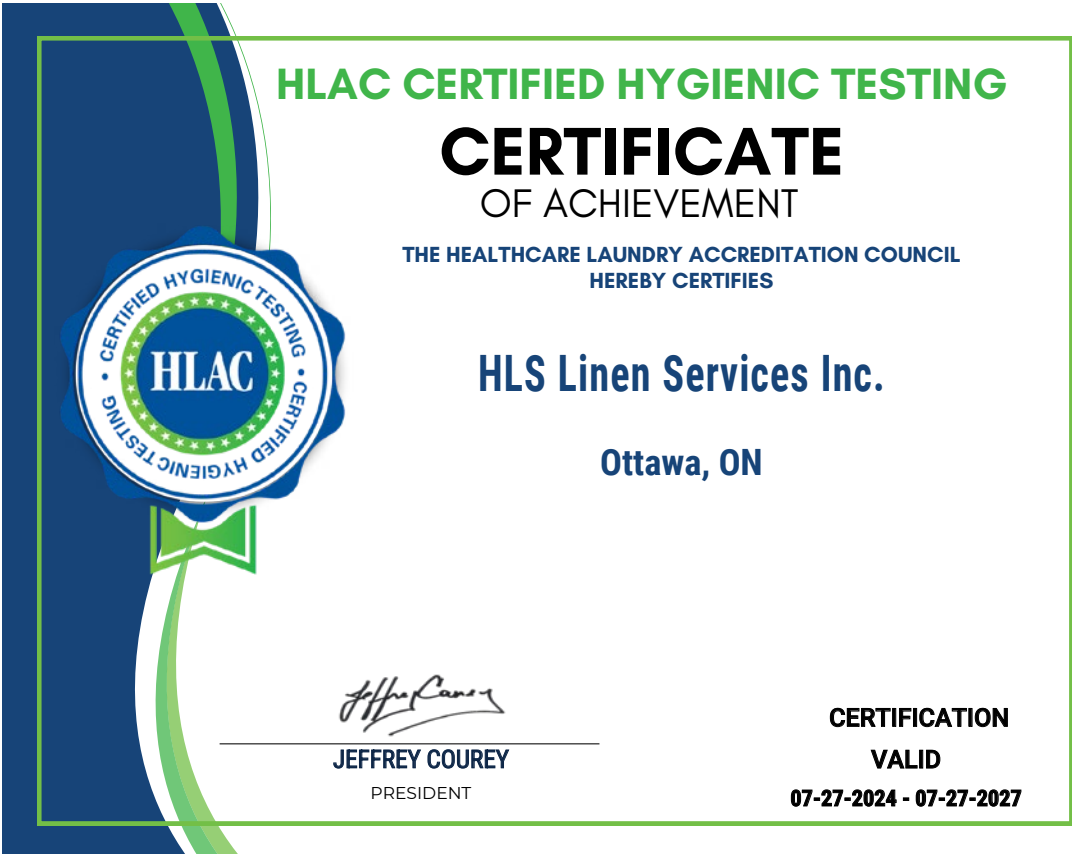 HLAC CERTIFIED HYGIENIC TESTING
CERTIFICATE
OF ACHIEVEMENT
THE HEALTHCARE LAUNDRY ACCREDITATION COUNCIL
HEREBY CERTIFIES
CERTIFIED HYGIENIC TESTING • CERTIFIED HYGIENIC TESTING •
HLAC
HLS Linen Services Inc.
Ottawa, ON
JEFFREY COUREY
PRESIDENT
CERTIFICATION
VALID
07-27-2024 - 07-27-2027